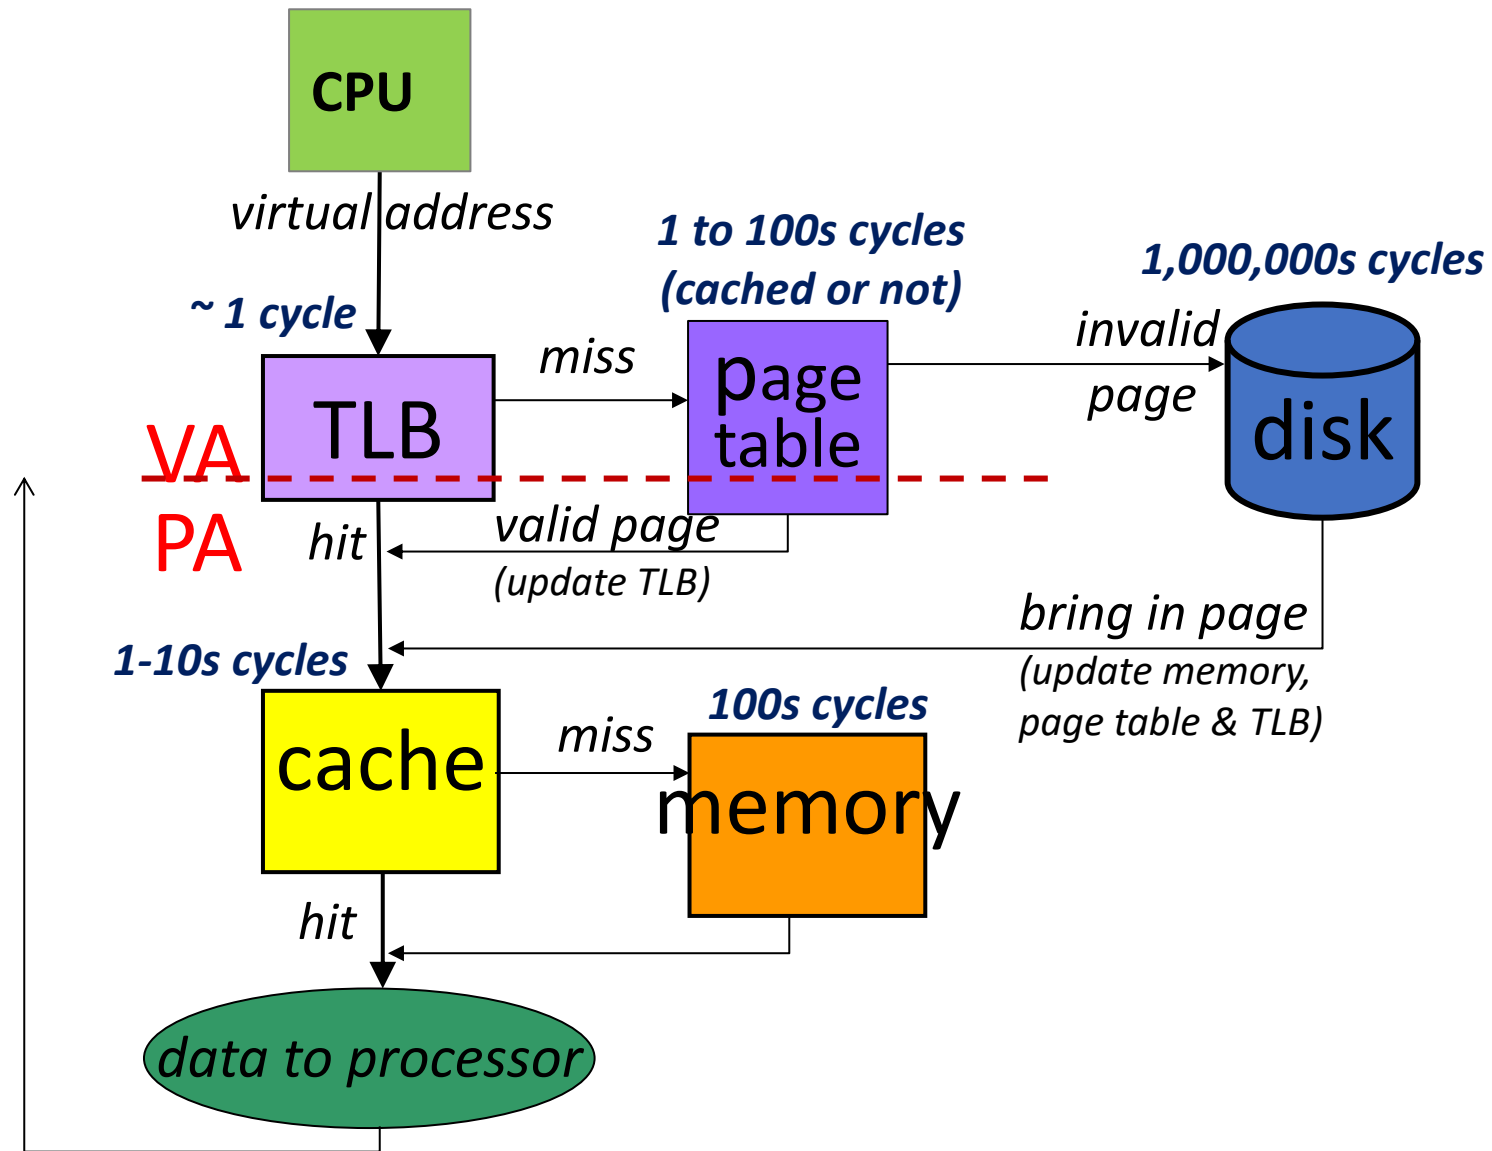 CPU
virtual address
1 to 100s cycles
(cached or not)
1,000,000s cycles
~ 1 cycle
miss
invalid
page
page
table
disk
TLB
VA
PA
hit
valid page
(update TLB)
bring in page
(update memory,
page table & TLB)
1-10s cycles
100s cycles
cache
miss
memory
hit
data to processor